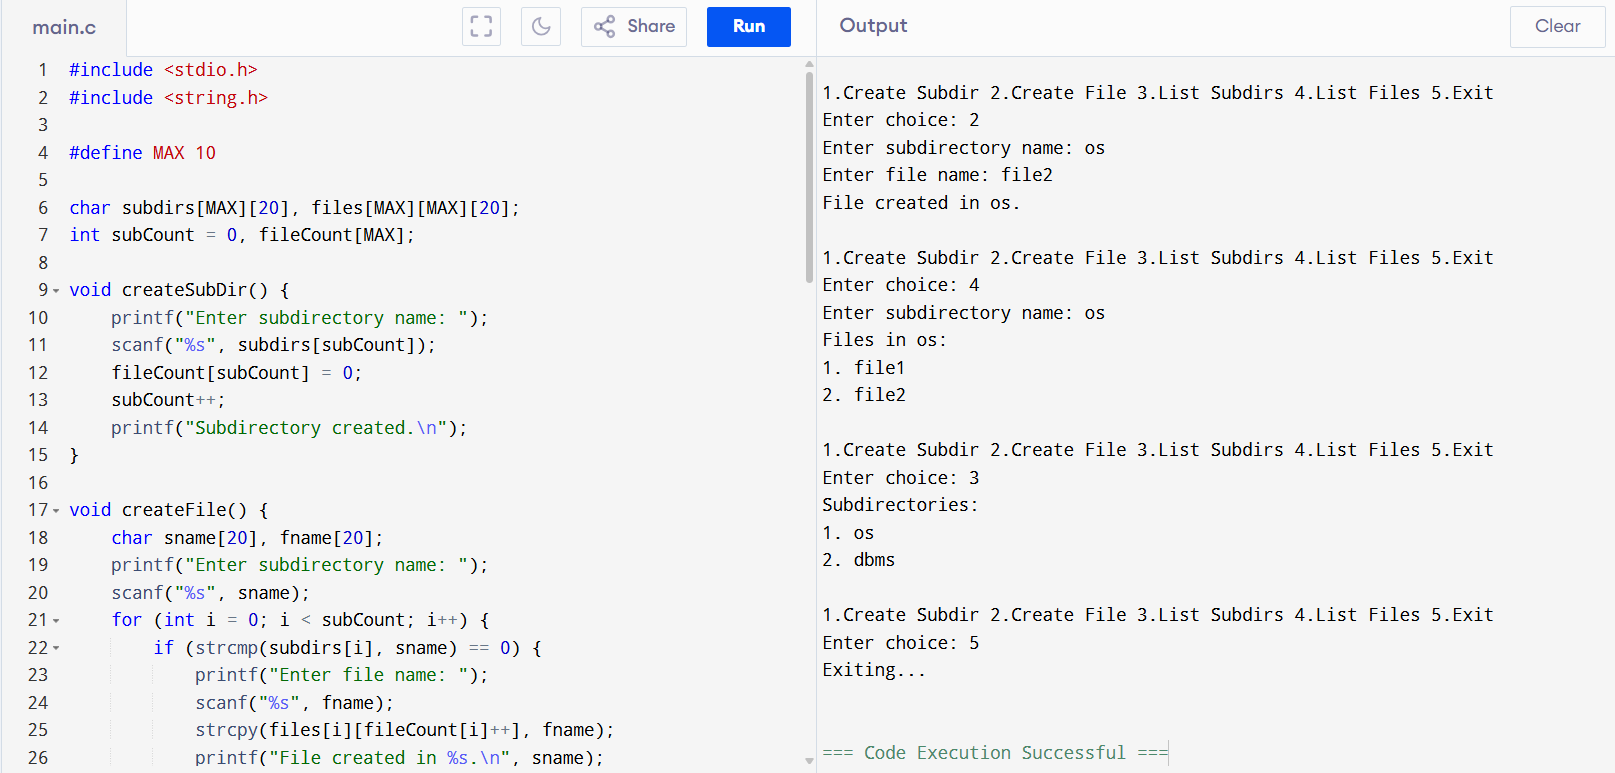 main.c
Share
Run
Output
Clear
1 #include <stdio.h>
2 #include <string.h>
3
4 #define MAX 10
5
6 char subdirs[MAX][20], files[MAX][MAX][20];
7 int subCount = 0, fileCount[MAX];
8
9 void createSubDir() {
10     printf("Enter subdirectory name: ");
11     scanf("%s", subdirs[subCount]);
12     fileCount[subCount] = 0;
13     subCount++;
14     printf("Subdirectory created.\n");
15 }
16
17 void createFile() {
18     char sname[20], fname[20];
19     printf("Enter subdirectory name: ");
20     scanf("%s", sname);
21     for (int i = 0; i < subCount; i++) {
22         if (strcmp(subdirs[i], sname) == 0) {
23             printf("Enter file name: ");
24             scanf("%s", fname);
25             strcpy(files[i][fileCount[i]++], fname);
26             printf("File created in %s.\n", sname);
1.Create Subdir 2.Create File 3.List Subdirs 4.List Files 5.Exit
Enter choice: 2
Enter subdirectory name: os
Enter file name: file2
File created in os.
1.Create Subdir 2.Create File 3.List Subdirs 4.List Files 5.Exit
Enter choice: 4
Enter subdirectory name: os
Files in os:
1. file1
2. file2
1.Create Subdir 2.Create File 3.List Subdirs 4.List Files 5.Exit
Enter choice: 3
Subdirectories:
1. os
2. dbms
1.Create Subdir 2.Create File 3.List Subdirs 4.List Files 5.Exit
Enter choice: 5
Exiting...
=== Code Execution Successful ===